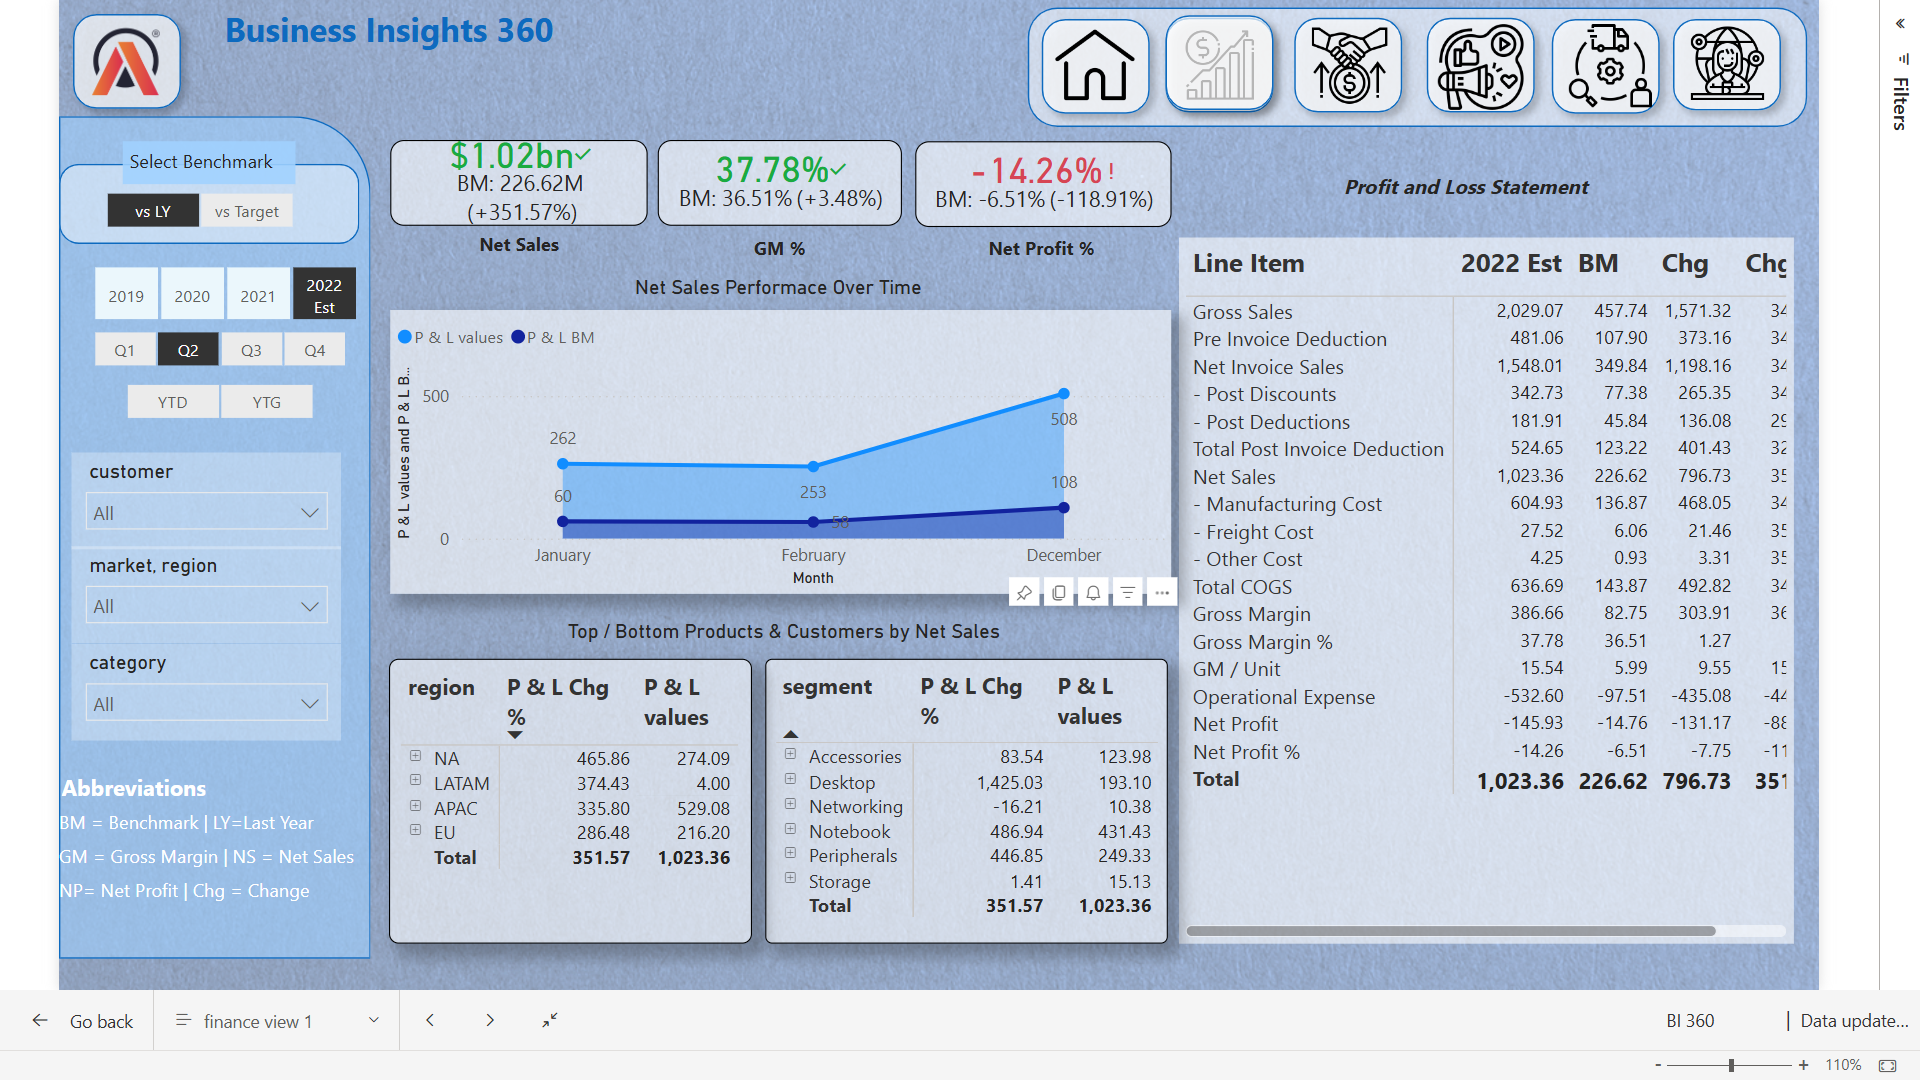 Business Insights 360
®
«
Filters
Select Benchmark
vs LY
vs Target
2019
2020
2021
2022
Est
Q1
Q2
Q3
Q4
YTD
YTG
customer
All
market, region
All
category
All
Abbreviations
BM = Benchmark | LY=Last Year
GM = Gross Margin | NS = Net Sales
NP= Net Profit | Chg = Change
$1.02bn
BM: 226.62M
(+351.57%)
Net Sales
37.78%
BM: 36.51% (+3.48%)
GM %
-14.26% !
BM: -6.51% (-118.91%)
Net Profit %
Net Sales Performace Over Time
P & L values
P & L BM
P & L values and P & L B...
500
0
262
253
508
60
58
108
January
February
December
Month
Top / Bottom Products & Customers by Net Sales
region P & L Chg % P & L values
NA 465.86 274.09
LATAM 374.43 4.00
APAC 335.80 529.08
EU 286.48 216.20
Total 351.57 1,023.36
segment P & L Chg % P & L values
Accessories 83.54 123.98
Desktop 1,425.03 193.10
Networking -16.21 10.38
Notebook 486.94 431.43
Peripherals 446.85 249.33
Storage 1.41 15.13
Total 351.57 1,023.36
Profit and Loss Statement
Line Item 2022 Est BM Chg Chg
Gross Sales 2,029.07 457.74 1,571.32 34
Pre Invoice Deduction 481.06 107.90 373.16 34
Net Invoice Sales 1,548.01 349.84 1,198.16 34
- Post Discounts 342.73 77.38 265.35 34
- Post Deductions 181.91 45.84 136.08 29
Total Post Invoice Deduction 524.65 123.22 401.43 32
Net Sales 1,023.36 226.62 796.73 35
- Manufacturing Cost 604.93 136.87 468.05 34
- Freight Cost 27.52 6.06 21.46 35
- Other Cost 4.25 0.93 3.31 35
Total COGS 636.69 143.87 492.82 34
Gross Margin 386.66 82.75 303.91 36
Gross Margin % 37.78 36.51 1.27
GM / Unit 15.54 5.99 9.55 15
Operational Expense -532.60 -97.51 -435.08 -44
Net Profit -145.93 -14.76 -131.17 -88
Net Profit % -14.26 -6.51 -7.75 -11
Total 1,023.36 226.62 796.73 351
Go back
finance view 1
BI 360
| Data update...
- + 110%